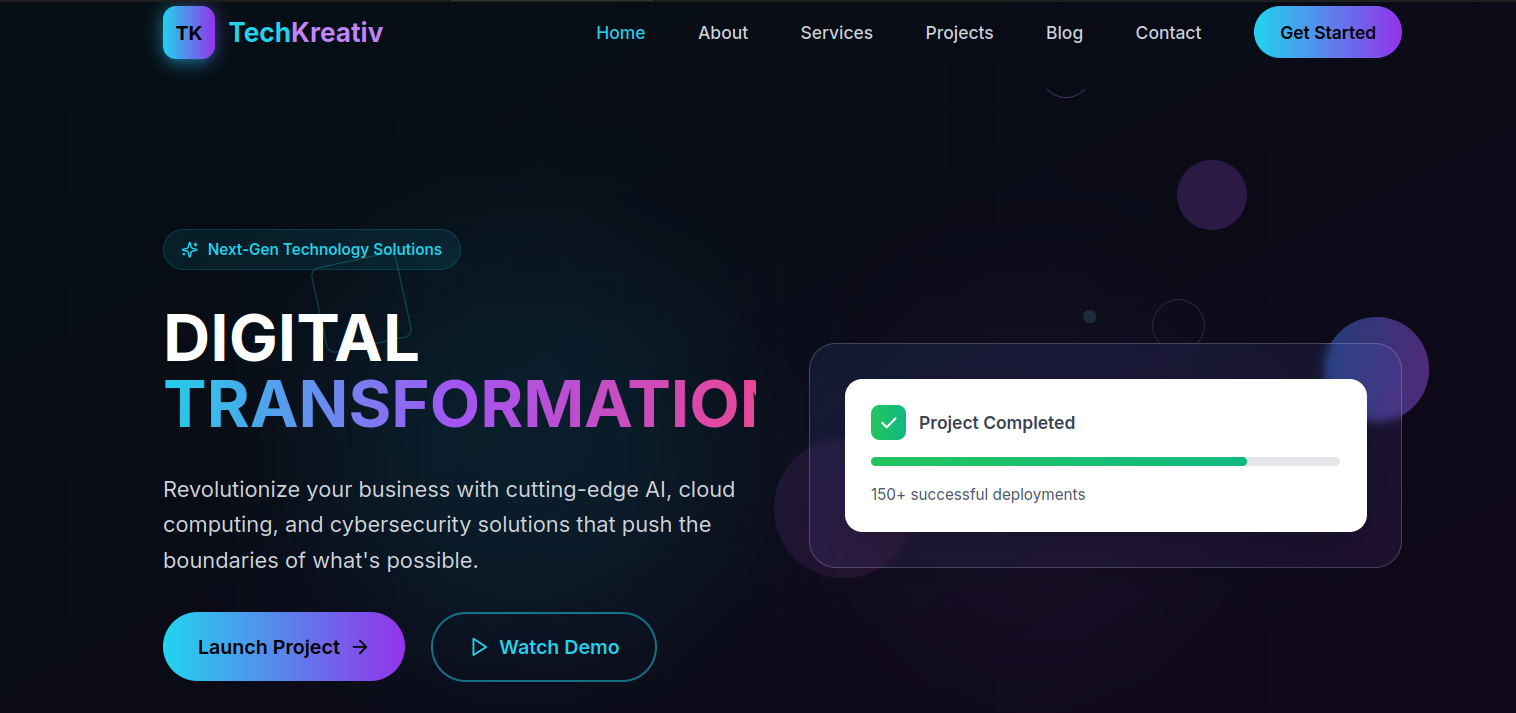 TK TechKreativ Home About Services Projects Blog Contact Get Started
Next-Gen Technology Solutions
DIGITAL
TRANSFORMATION
Revolutionize your business with cutting-edge AI, cloud
computing, and cybersecurity solutions that push the
boundaries of what's possible.
Launch Project
Watch Demo
Project Completed
150+ successful deployments